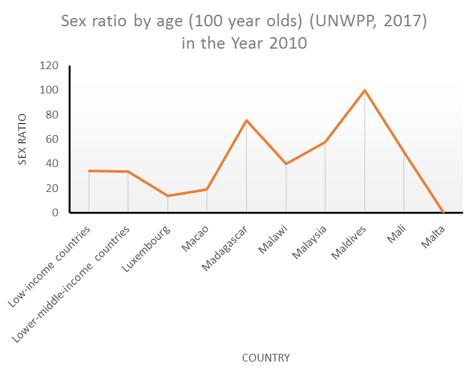 Sex ratio by age (100 year olds) (UNWPP, 2017)
in the Year 2010
120
100
80
60
40
20
0
SEX RATIO
Low-income countries
Lower-middle-income countries
Luxembourg
Macao
Madagascar
Malawi
Malaysia
Maldives
Mali
Malta
COUNTRY